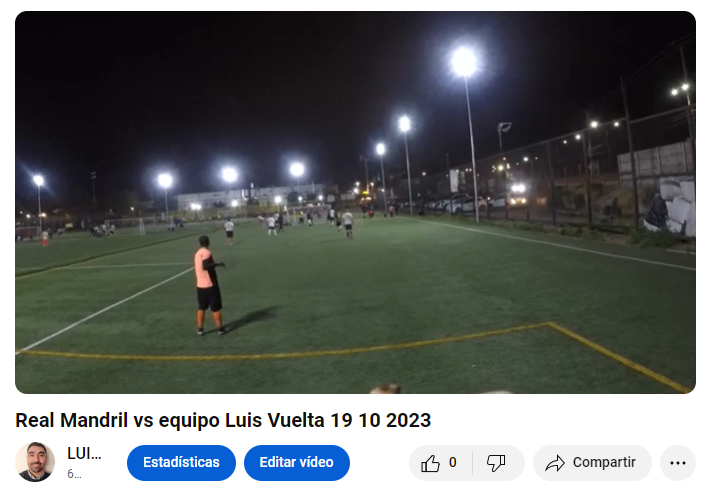 Real Mandril vs equipo Luis Vuelta 19 10 2023
LUI...
6...
Estadísticas
Editar vídeo
0
Compartir